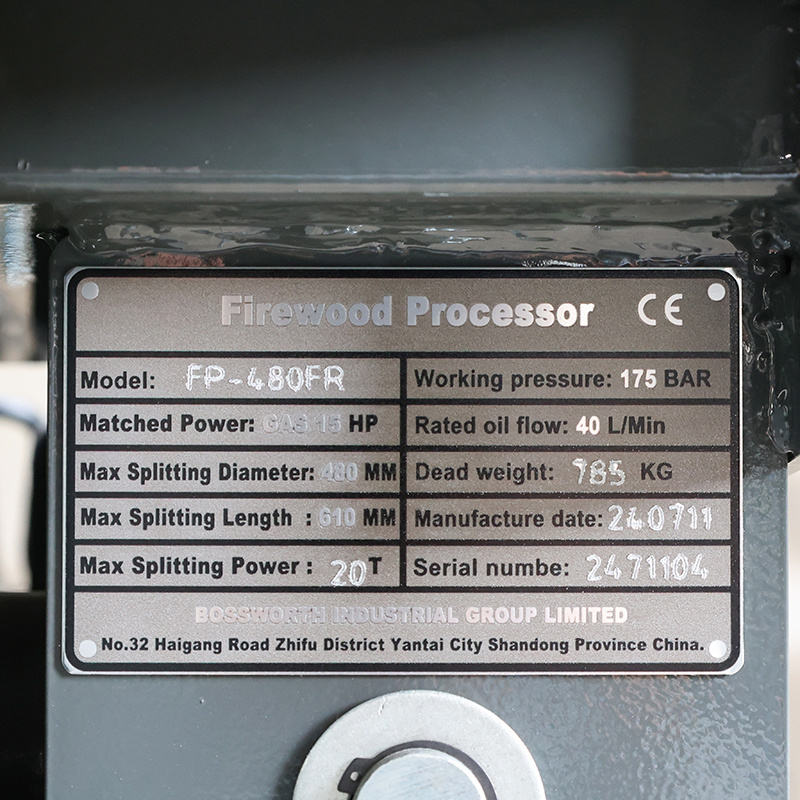 Firewood Processor CE
Model: FP-480FR
Working pressure: 175 BAR
Matched Power: GAS 15 HP
Rated oil flow: 40 L/Min
Max Splitting Diameter: 480 MM
Dead weight: 785 KG
Max Splitting Length : 610 MM
Manufacture date: 240711
Max Splitting Power : 20T
Serial numbe: 2471104
BOSSWORTH INDUSTRIAL GROUP LIMITED
No.32 Haigang Road Zhifu District Yantai City Shandong Province China.